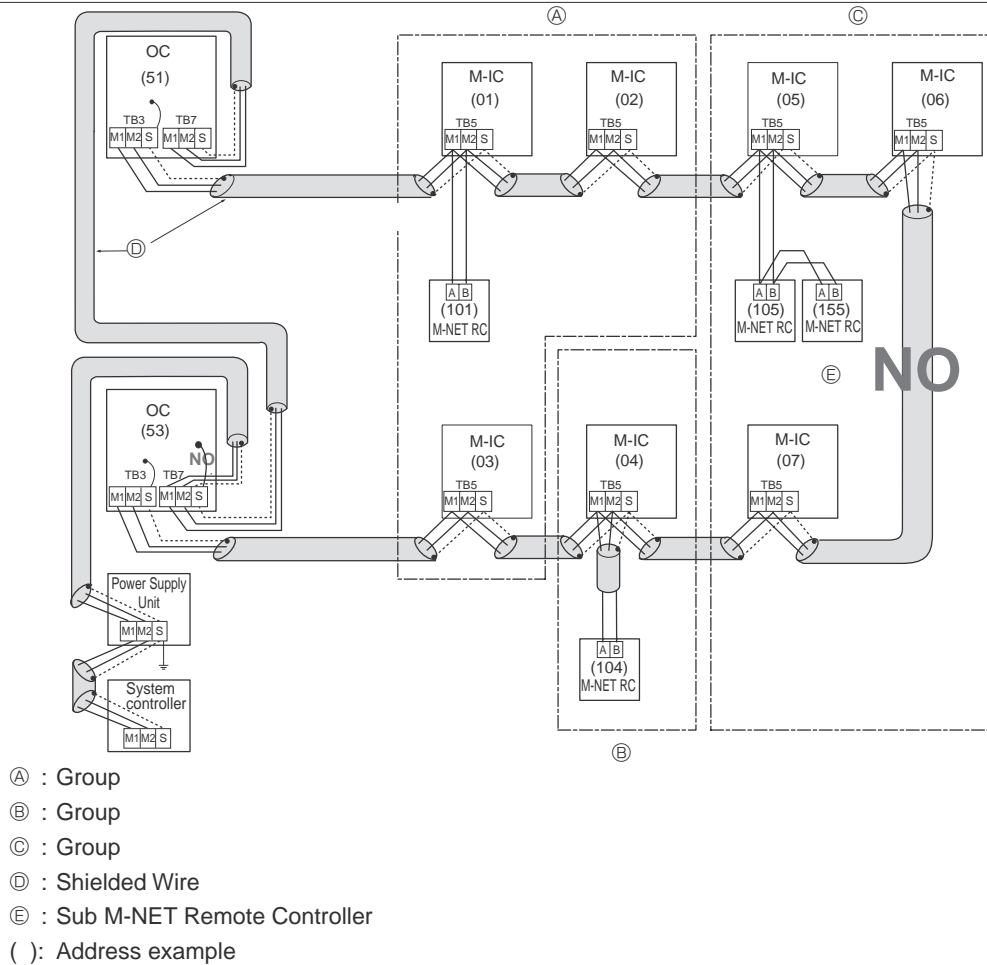 Ⓐ
Ⓒ
OC
(51)
TB3 TB7
M1 M2 S M1 M2 S
M-IC
(01)
TB5
M1 M2 S
M-IC
(02)
TB5
M1 M2 S
M-IC
(05)
TB5
M1 M2 S
M-IC
(06)
TB5
M1 M2 S
Ⓓ
A B
(101)
M-NET RC
A B
(105)
M-NET RC
A B
(155)
M-NET RC
Ⓔ
NO
OC
(53)
NO
TB3 TB7
M1 M2 S M1 M2 S
M-IC
(03)
TB5
M1 M2 S
M-IC
(04)
TB5
M1 M2 S
M-IC
(07)
TB5
M1 M2 S
Power Supply
Unit
M1 M2 S
System
controller
M1 M2 S
A B
(104)
M-NET RC
Ⓑ
Ⓐ : Group
Ⓑ : Group
Ⓒ : Group
Ⓓ : Shielded Wire
Ⓔ : Sub M-NET Remote Controller
( ): Address example